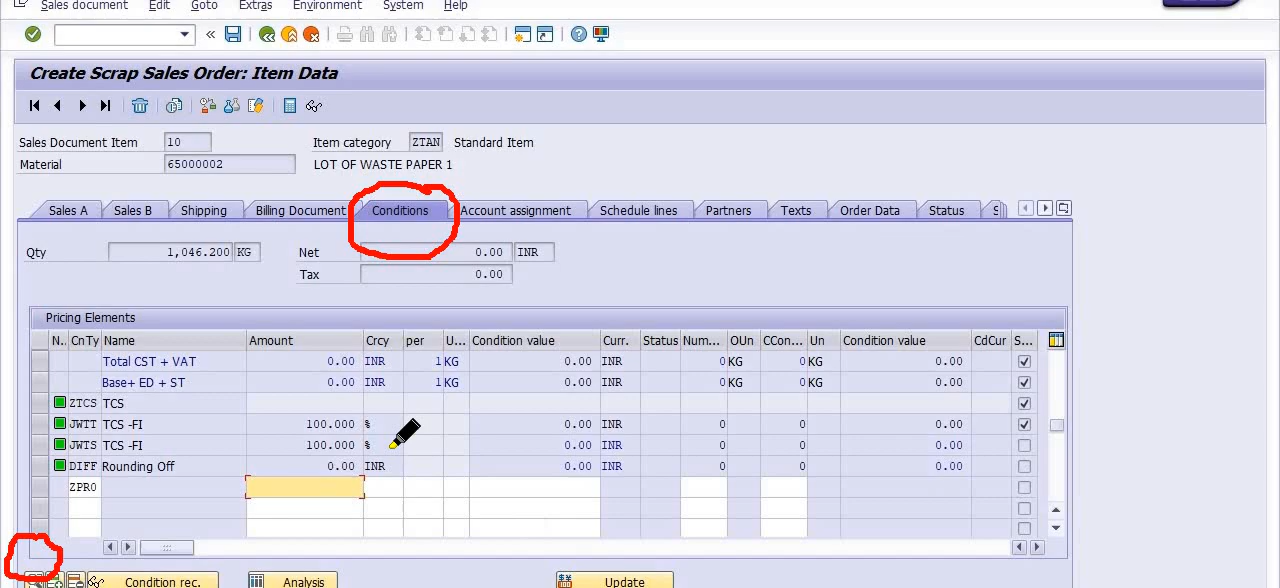 Sales document Edit Goto Extras Environment System Help
Create Scrap Sales Order: Item Data
Sales Document Item 10 Item category ZTAN Standard Item
Material 65000002 LOT OF WASTE PAPER 1
Sales A Sales B Shipping Billing Document Conditions Account assignment Schedule lines Partners Texts Order Data Status
Qty 1,046.200 KG Net 0.00 INR
Tax 0.00
Pricing Elements
N.. CnTy Name Amount Crcy per U... Condition value Curr. Status Num... OUn CCon... Un Condition value CdCur S...
Total CST + VAT 0.00 INR 1 KG 0.00 INR 0 KG 0 KG 0.00
Base+ ED + ST 0.00 INR 1 KG 0.00 INR 0 KG 0 KG 0.00
ZTCS TCS
JWTT TCS -FI 100.000 % 0.00 INR 0 0 0.00
JWTS TCS -FI 100.000 % 0.00 INR 0 0 0.00
DIFF Rounding Off 0.00 INR 0.00 INR 0 0 0.00
ZPR0
Condition rec. Analysis Update